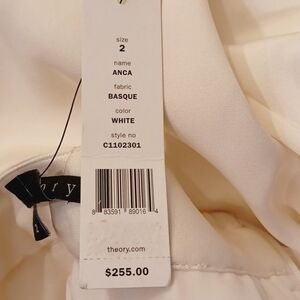 size
2
name
ANCA
fabric
BASQUE
color
WHITE
style no
C1102301
8 83591 89016 4
theory.com
$255.00